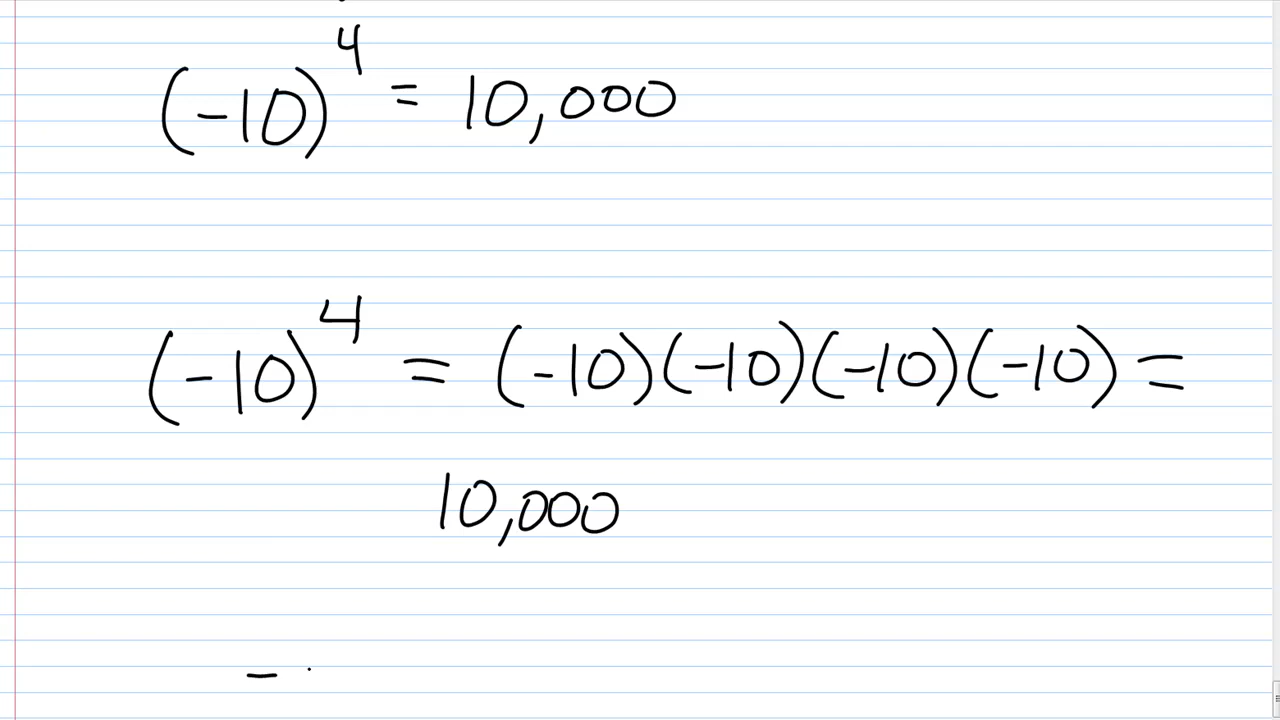 (-10)⁴ = 10,000
(-10)⁴ = (-10)(-10)(-10)(-10) =
10,000
-